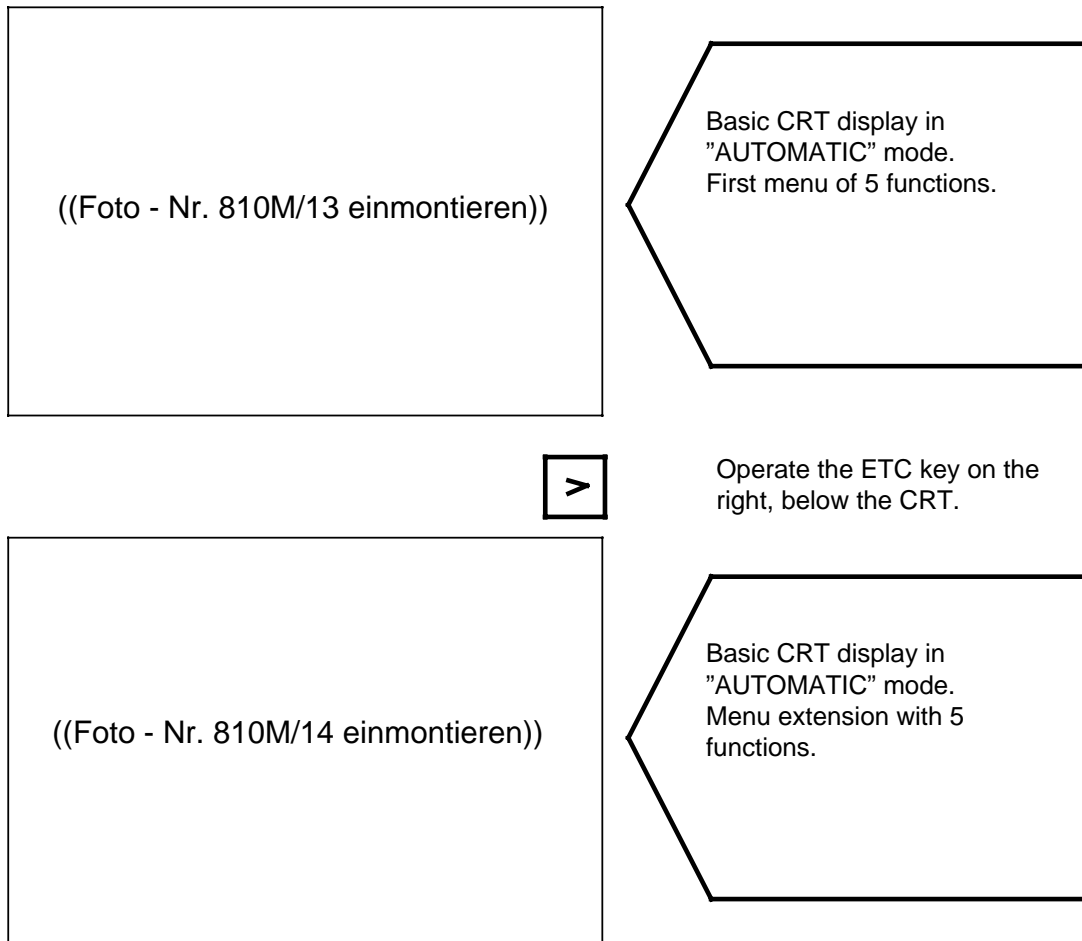 ((Foto - Nr. 810M/13 einmontieren))
Basic CRT display in
”AUTOMATIC” mode.
First menu of 5 functions.
>
Operate the ETC key on the
right, below the CRT.
((Foto - Nr. 810M/14 einmontieren))
Basic CRT display in
”AUTOMATIC” mode.
Menu extension with 5
functions.